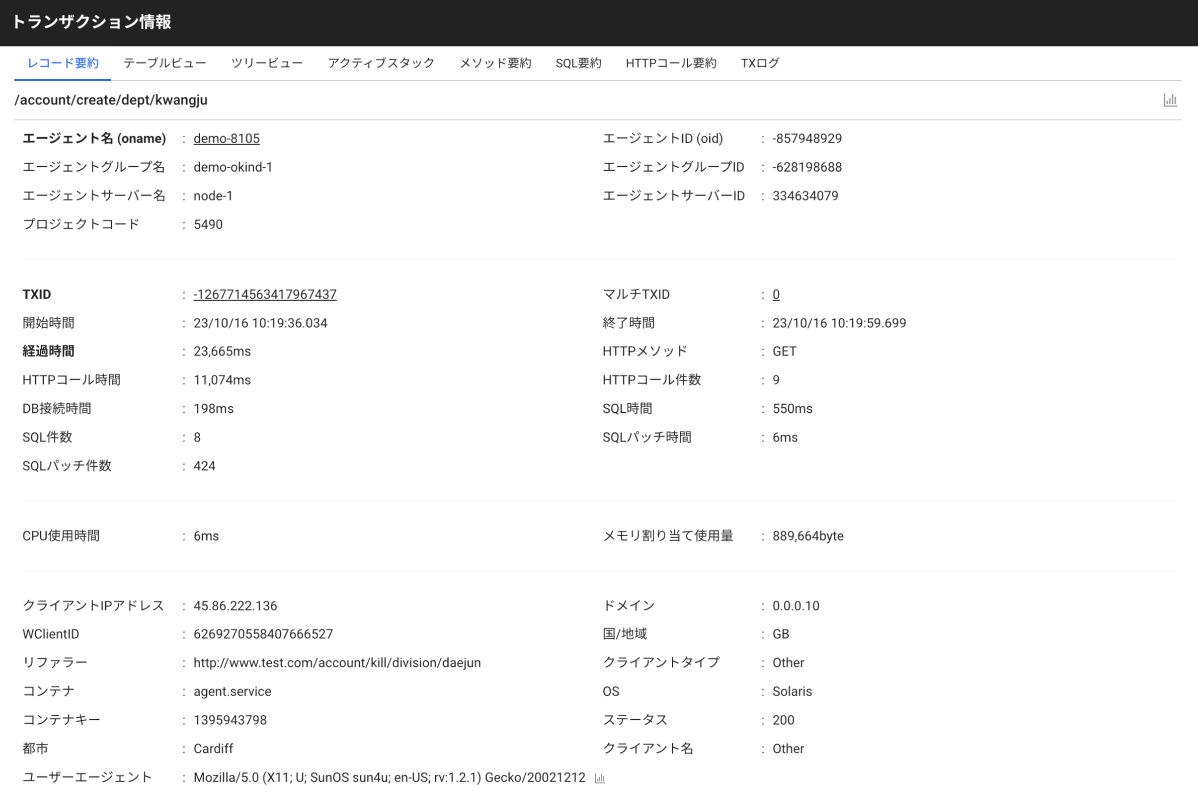 トランザクション情報
レコード要約 テーブルビュー ツリービュー アクティブスタック メソッド要約 SQL要約 HTTPコール要約 TXログ
/account/create/dept/kwangju
エージェント名 (oname) : demo-8105 エージェントID (oid) : -857948929
エージェントグループ名 : demo-okind-1 エージェントグループID : -628198688
エージェントサーバー名 : node-1 エージェントサーバーID : 334634079
プロジェクトコード : 5490
TXID : -1267714563417967437 マルチTXID : 0
開始時間 : 23/10/16 10:19:36.034 終了時間 : 23/10/16 10:19:59.699
経過時間 : 23,665ms HTTPメソッド : GET
HTTPコール時間 : 11,074ms HTTPコール件数 : 9
DB接続時間 : 198ms SQL時間 : 550ms
SQL件数 : 8 SQLパッチ時間 : 6ms
SQLパッチ件数 : 424
CPU使用時間 : 6ms メモリ割り当て使用量 : 889,664byte
クライアントIPアドレス : 45.86.222.136 ドメイン : 0.0.0.10
WClientID : 6269270558407666527 国/地域 : GB
リファラー : http://www.test.com/account/kill/division/daejun クライアントタイプ : Other
コンテナ : agent.service OS : Solaris
コンテナキー : 1395943798 ステータス : 200
都市 : Cardiff クライアント名 : Other
ユーザーエージェント : Mozilla/5.0 (X11; U; SunOS sun4u; en-US; rv:1.2.1) Gecko/20021212